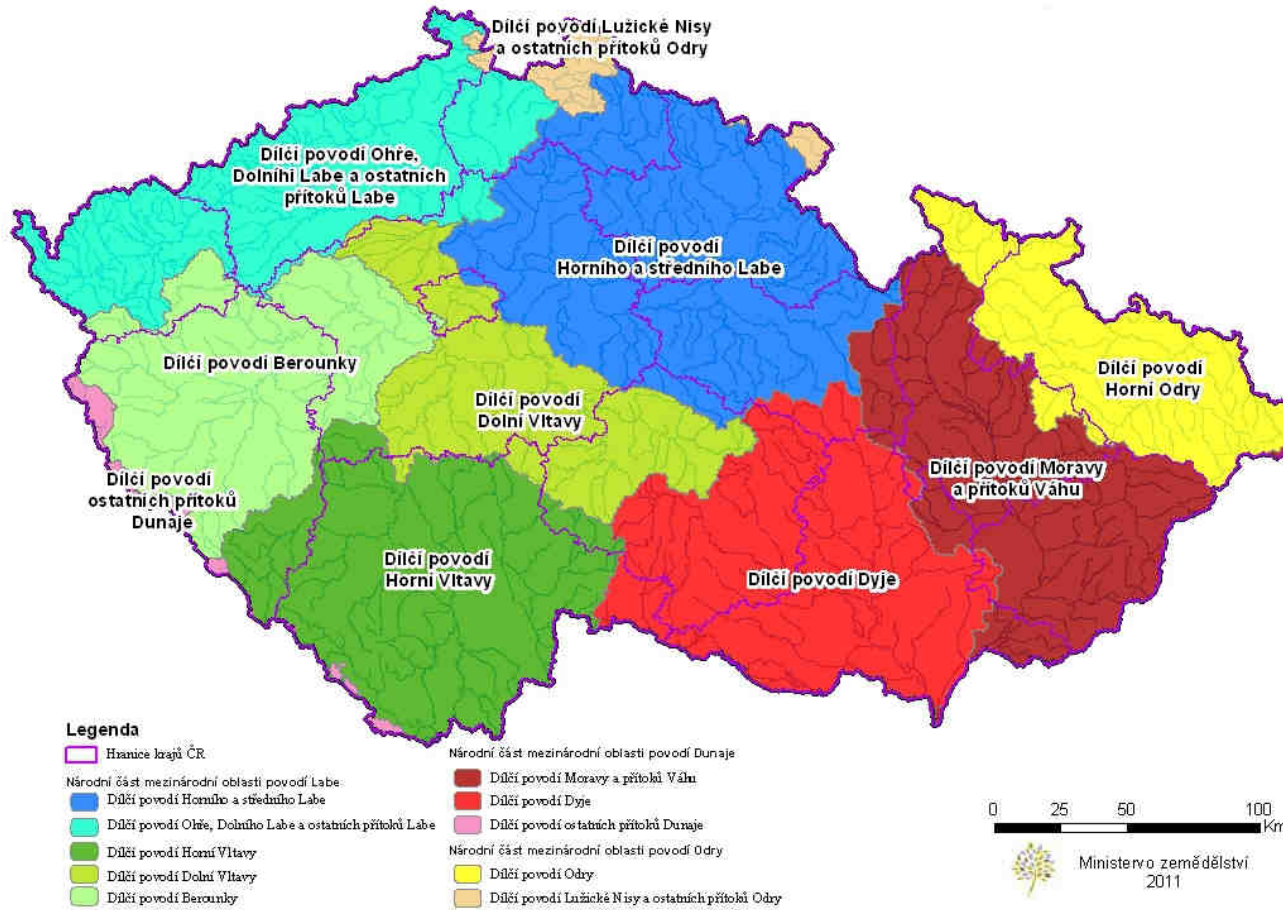 Dílčí povodí Lužické Nisy
a ostatních přítoků Odry
Dílčí povodí Ohře,
Dolního Labe a ostatních
přítoků Labe
Dílčí povodí
Horního a středního Labe
Dílčí povodí Berounky
Dílčí povodí
Dolní Vltavy
Dílčí povodí
Horní Odry
Dílčí povodí
ostatních přítoků
Dunaje
Dílčí povodí Moravy
a přítoků Váhu
Dílčí povodí
Horní Vltavy
Dílčí povodí Dyje
Legenda
Hranice krajů ČR
Národní část mezinárodní oblasti povodí Labe
Dílčí povodí Horního a středního Labe
Dílčí povodí Ohře, Dolního Labe a ostatních přítoků Labe
Dílčí povodí Horní Vltavy
Dílčí povodí Dolní Vltavy
Dílčí povodí Berounky
Národní část mezinárodní oblasti povodí Dunaje
Dílčí povodí Moravy a přítoků Váhu
Dílčí povodí Dyje
Dílčí povodí ostatních přítoků Dunaje
Národní část mezinárodní oblasti povodí Odry
Dílčí povodí Odry
Dílčí povodí Lužické Nisy a ostatních přítoků Odry
0 25 50 100
Km
Ministervo zemědělství
2011